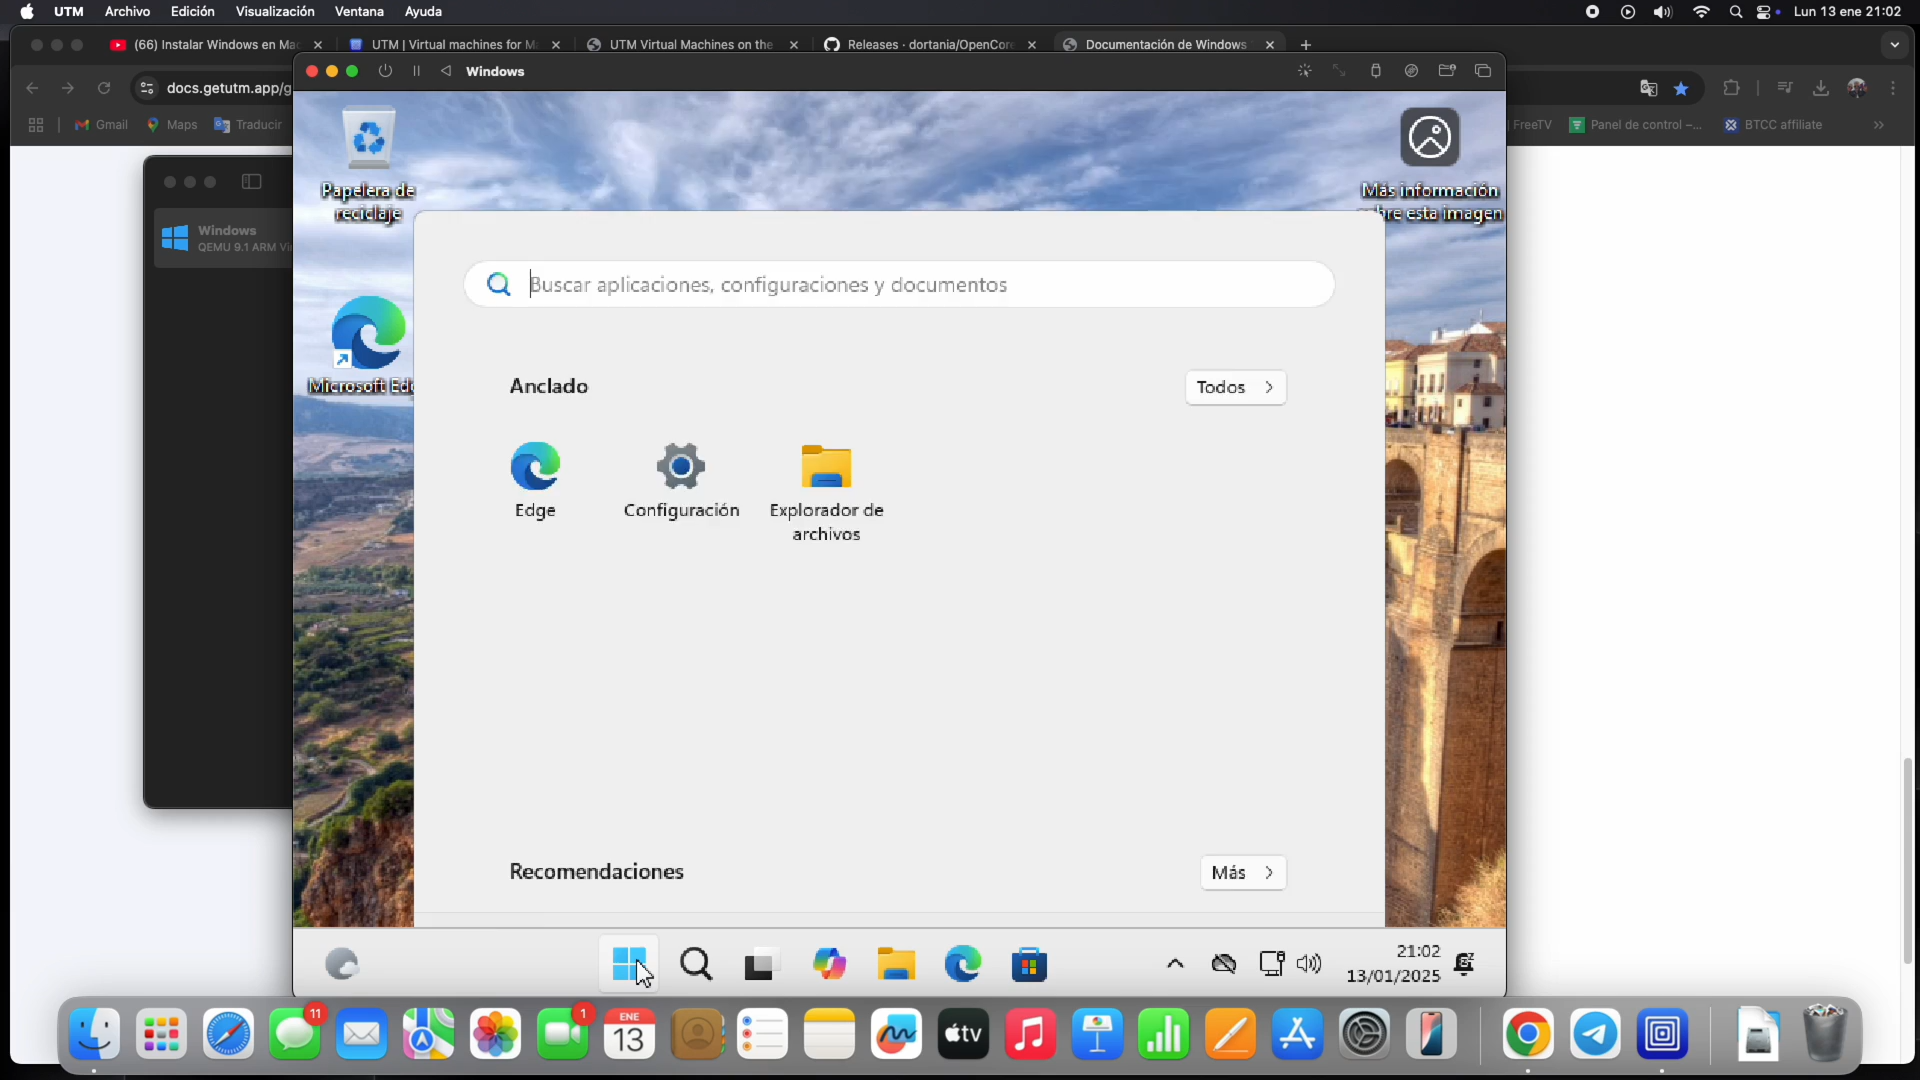 UTM Archivo Edición Visualización Ventana Ayuda
Lun 13 ene 21:02
(66) Instalar Windows en Mac
UTM | Virtual machines for M
UTM Virtual Machines on the
Releases · dortania/OpenCore
Documentación de Windows
docs.getutm.app/g
Windows
Gmail
Maps
Traducir
FreeTV
Panel de control –...
BTCC affiliate
Windows
QEMU 9.1 ARM Vi
Papelera de
reciclaje
Más información
bre esta imagen
Microsoft Ed
Buscar aplicaciones, configuraciones y documentos
Anclado
Todos
Edge
Configuración
Explorador de
archivos
Recomendaciones
Más
21:02
13/01/2025
11
1
ENE
13
tv